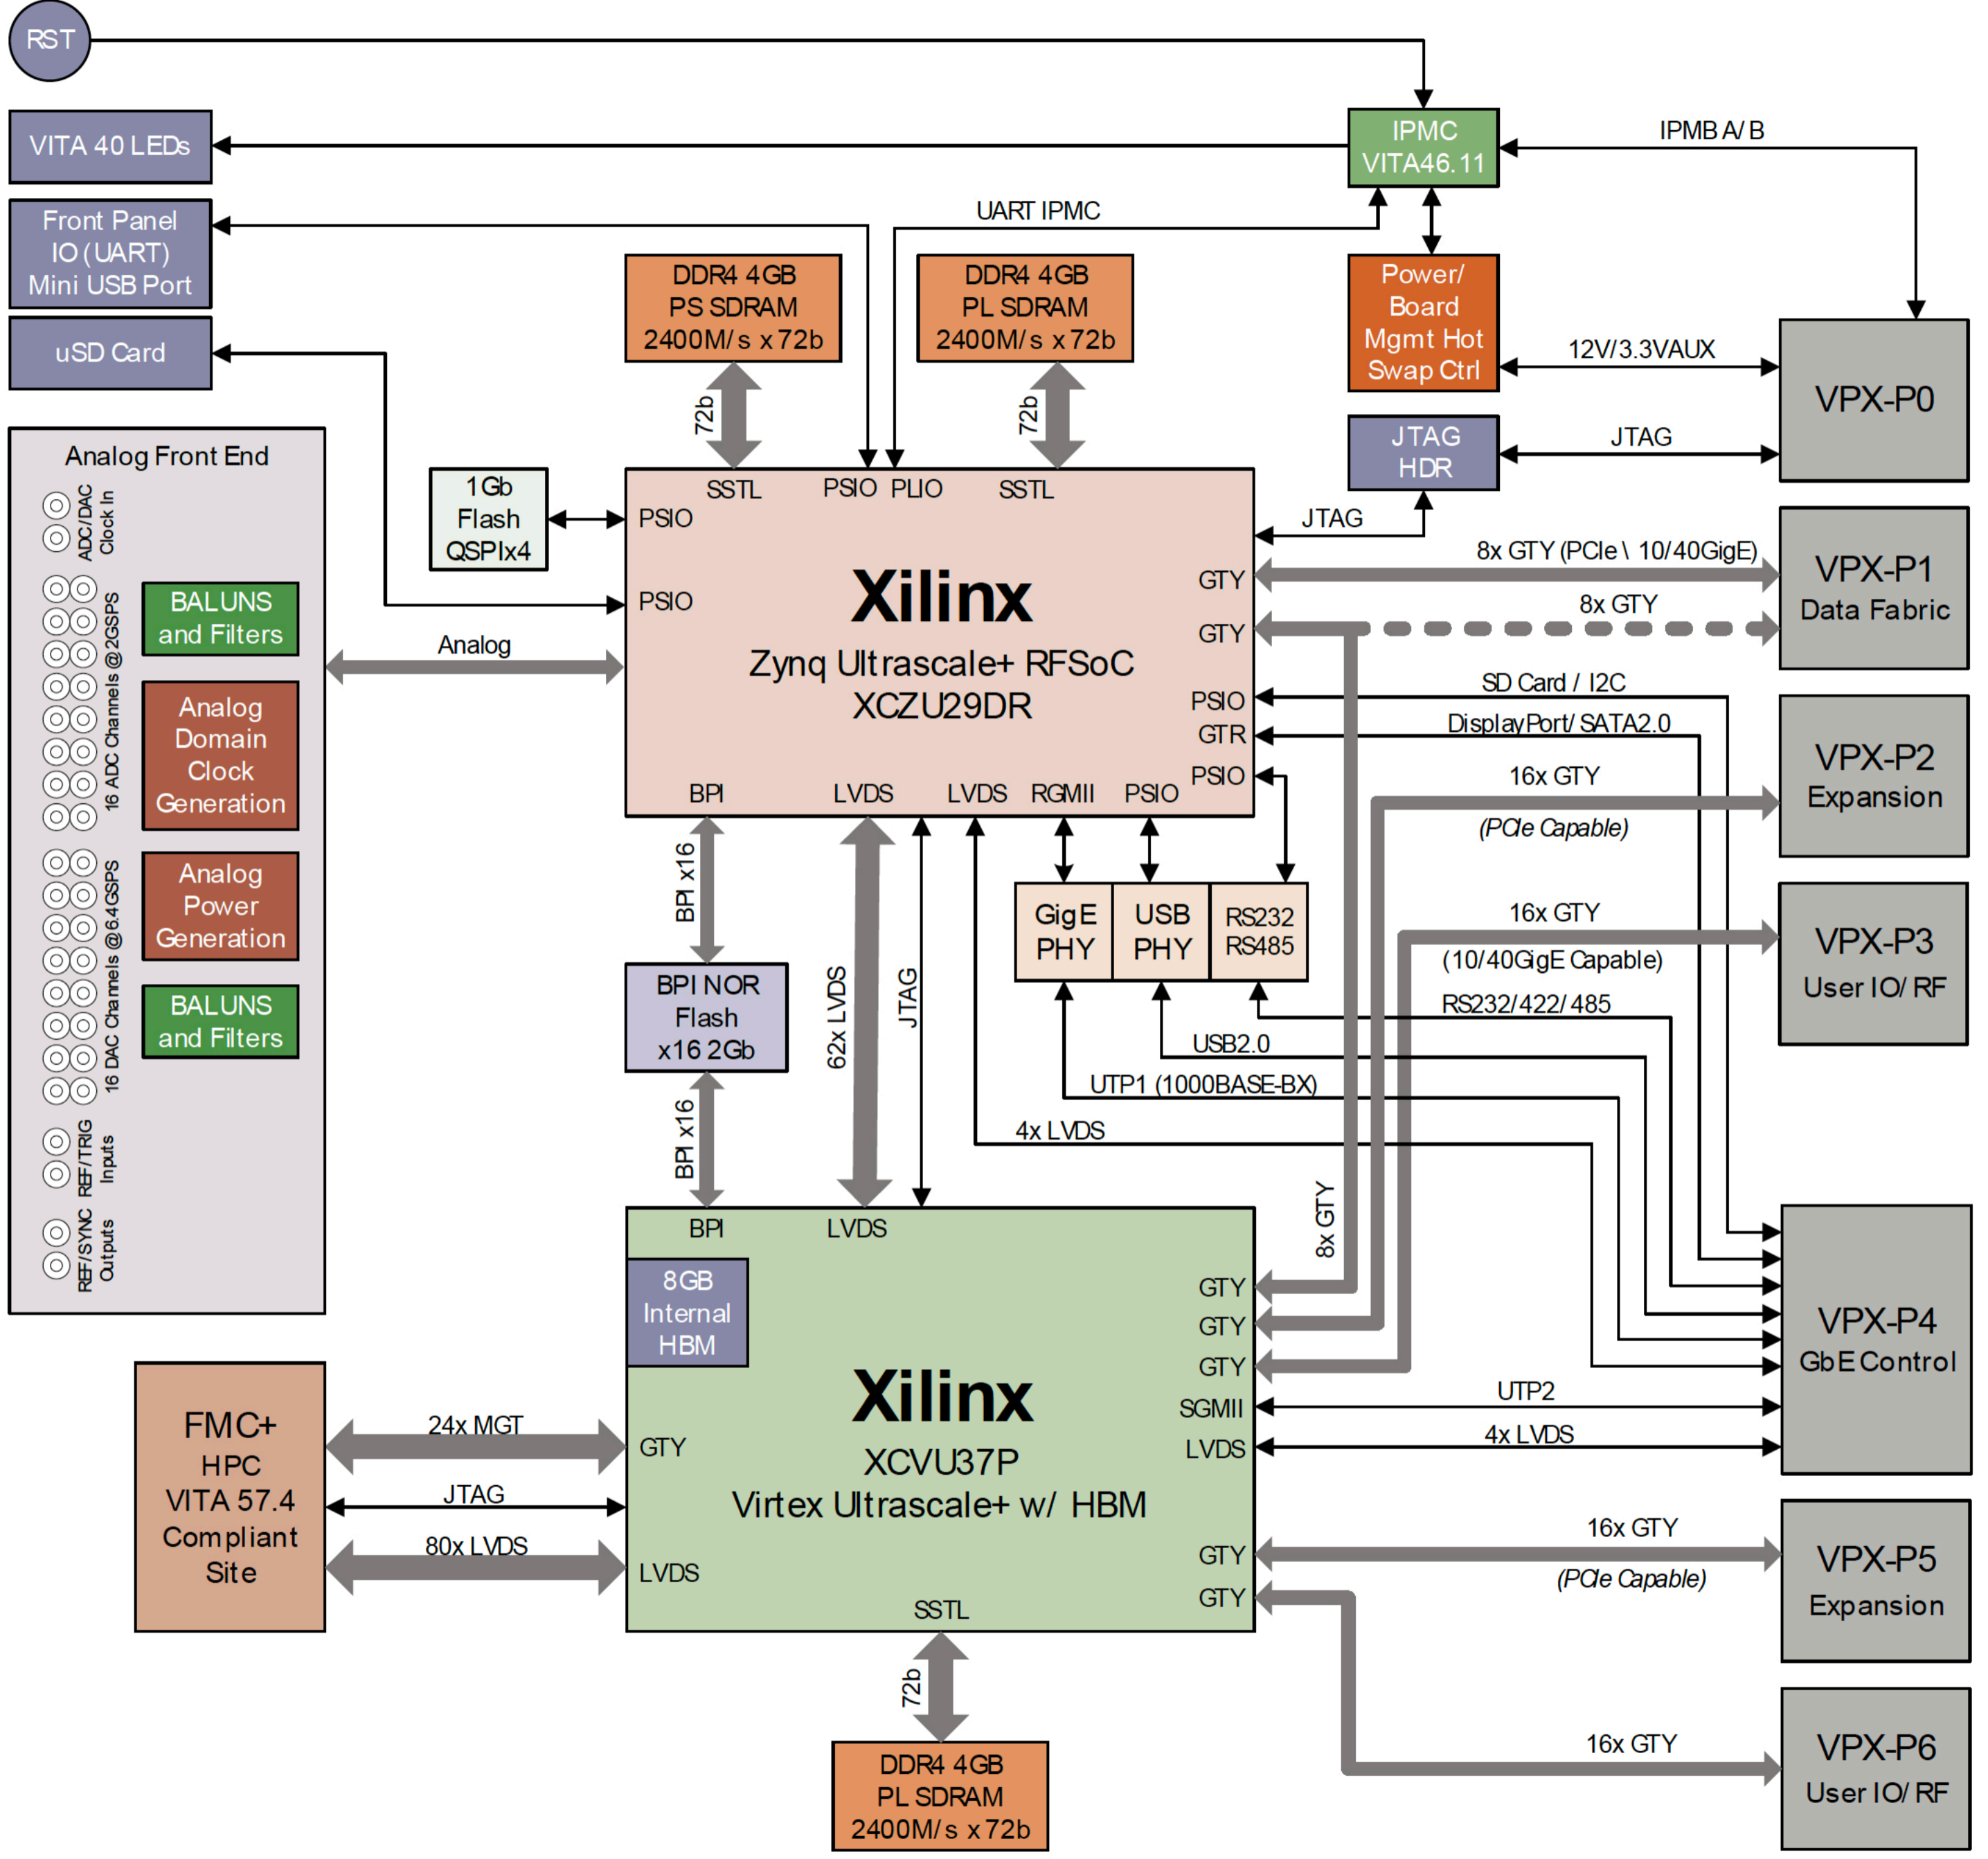 RST
VITA 40 LEDs
Front Panel
IO (UART)
Mini USB Port
uSD Card
IPMC
VITA46.11
IPMB A/B
UART IPMC
DDR4 4GB
PS SDRAM
2400M/s x72b
DDR4 4GB
PL SDRAM
2400M/s x72b
Power/
Board
Mgmt Hot
Swap Ctrl
12V/3.3VAUX
VPX-P0
JTAG
HDR
JTAG
JTAG
72b
72b
Analog Front End
ADC/DAC
Clock In
16 ADC Channels @2GSPS
16 DAC Channels @6.4GSPS
REF/TRIG
Inputs
REF/SYNC
Outputs
BALUNS
and Filters
Analog
Domain
Clock
Generation
Analog
Power
Generation
BALUNS
and Filters
1Gb
Flash
QSPIx4
Analog
SSTL
PSIO
PLIO
SSTL
PSIO
PSIO
Xilinx
Zynq Ultrascale+ RFSoC
XCZU29DR
GTY
GTY
PSIO
GTR
PSIO
BPI
LVDS
LVDS
RGMII
PSIO
8x GTY (PCIe \ 10/40GigE)
8x GTY
VPX-P1
Data Fabric
SD Card / I2C
DisplayPort/SATA2.0
16x GTY
(PCIe Capable)
VPX-P2
Expansion
16x GTY
(10/40GigE Capable)
VPX-P3
User IO/RF
GigE
PHY
USB
PHY
RS232
RS485
RS232/422/485
USB2.0
UTP1 (1000BASE-BX)
4x LVDS
BPI x16
BPI NOR
Flash
x16 2Gb
BPI x16
62x LVDS
JTAG
8x GTY
BPI
LVDS
8GB
Internal
HBM
Xilinx
XCVU37P
Virtex Ultrascale+ w/ HBM
GTY
GTY
GTY
SGMII
LVDS
GTY
GTY
GTY
LVDS
SSTL
UTP2
4x LVDS
VPX-P4
GbE Control
FMC+
HPC
VITA 57.4
Compliant
Site
24x MGT
JTAG
80x LVDS
16x GTY
(PCIe Capable)
VPX-P5
Expansion
16x GTY
VPX-P6
User IO/RF
72b
DDR4 4GB
PL SDRAM
2400M/s x72b